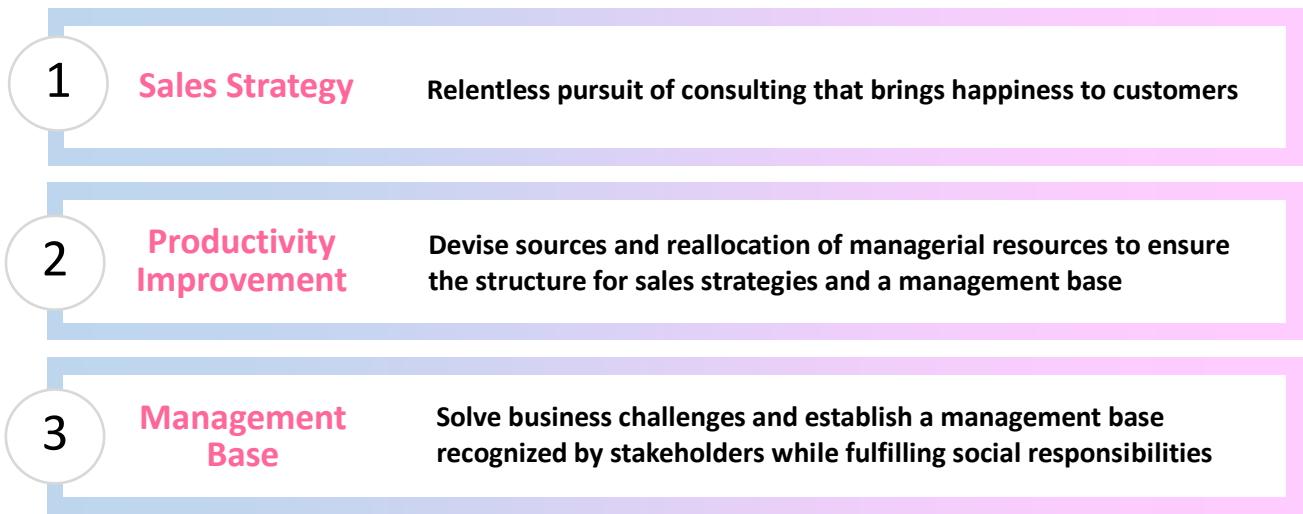 1
Sales Strategy
Relentless pursuit of consulting that brings happiness to customers
2
Productivity
Improvement
Devise sources and reallocation of managerial resources to ensure
the structure for sales strategies and a management base
3
Management
Base
Solve business challenges and establish a management base
recognized by stakeholders while fulfilling social responsibilities